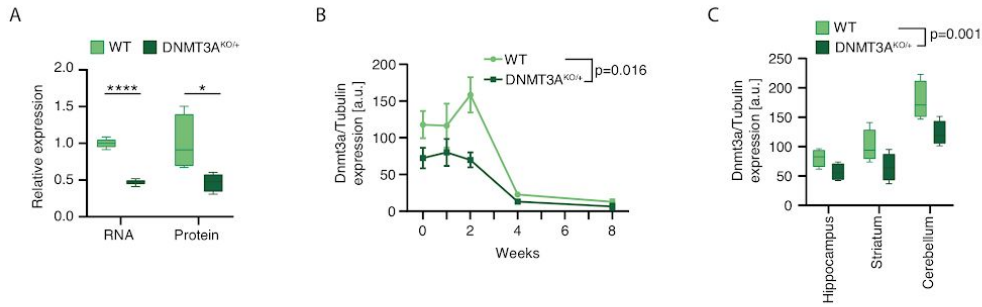 A
WT DNMT3A^KO/+
Relative expression
2.0
1.5
1.0
0.5
0.0
**** *
RNA Protein
B
WT
DNMT3A^KO/+
p=0.016
Dnmt3a/Tubulin
expression [a.u.]
200
150
100
50
0
0 2 4 6 8
Weeks
C
WT
DNMT3A^KO/+
p=0.001
Dnmt3a/Tubulin
expression [a.u.]
250
200
150
100
50
0
Hippocampus
Striatum
Cerebellum